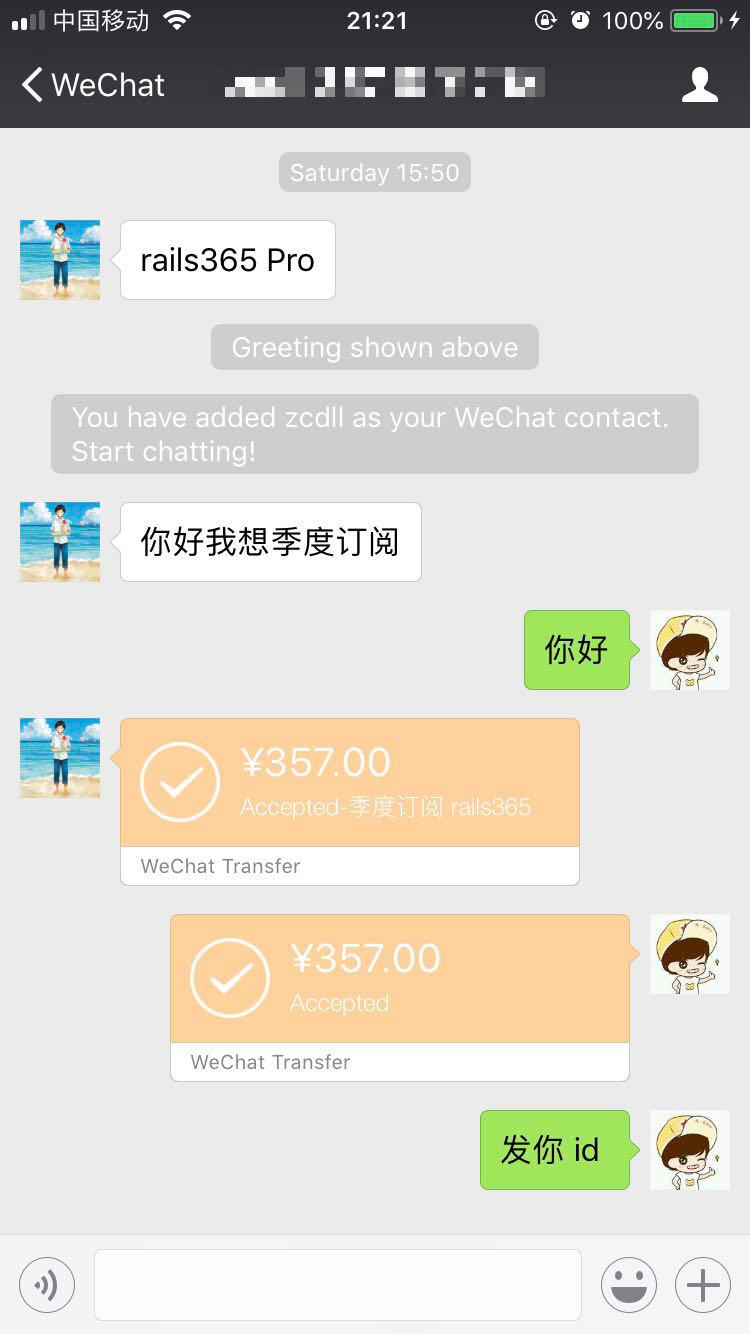 中国移动 21:21 100%
WeChat
Saturday 15:50
rails365 Pro
Greeting shown above
You have added zcdll as your WeChat contact.
Start chatting!
你好我想季度订阅
你好
¥357.00
Accepted-季度订阅 rails365
WeChat Transfer
¥357.00
Accepted
WeChat Transfer
发你 id